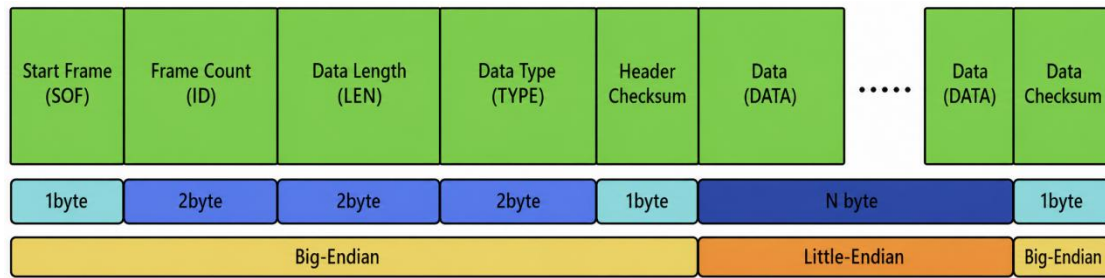 Start Frame
(SOF)
Frame Count
(ID)
Data Length
(LEN)
Data Type
(TYPE)
Header
Checksum
Data
(DATA)
.....
Data
(DATA)
Data
Checksum
1byte
2byte
2byte
2byte
1byte
N byte
1byte
Big-Endian
Little-Endian
Big-Endian